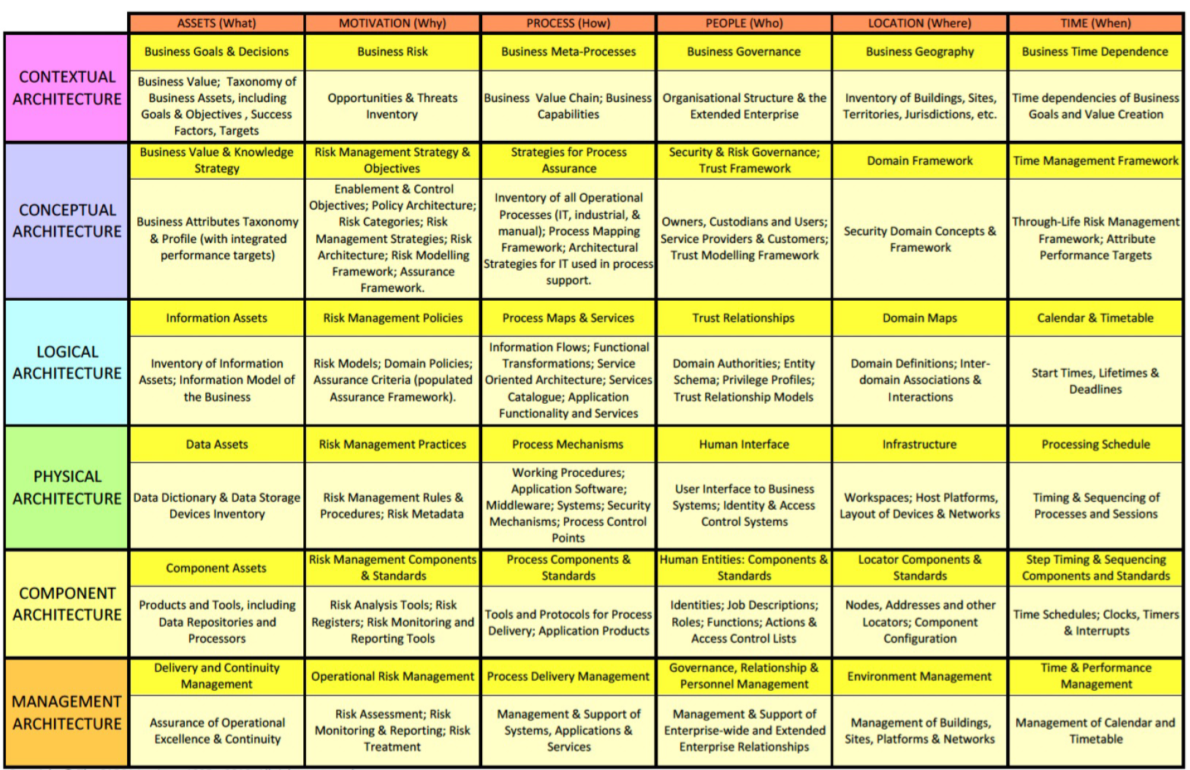 ASSETS (What)
MOTIVATION (Why)
PROCESS (How)
PEOPLE (Who)
LOCATION (Where)
TIME (When)
CONTEXTUAL
ARCHITECTURE
Business Goals & Decisions
Business Risk
Business Meta-Processes
Business Governance
Business Geography
Business Time Dependence
Business Value; Taxonomy of
Business Assets, including
Goals & Objectives , Success
Factors, Targets
Opportunities & Threats
Inventory
Business Value Chain; Business
Capabilities
Organisational Structure & the
Extended Enterprise
Inventory of Buildings, Sites,
Territories, Jurisdictions, etc.
Time dependencies of Business
Goals and Value Creation
CONCEPTUAL
ARCHITECTURE
Business Value & Knowledge
Strategy
Risk Management Strategy &
Objectives
Strategies for Process
Assurance
Security & Risk Governance;
Trust Framework
Domain Framework
Time Management Framework
Business Attributes Taxonomy
& Profile (with integrated
performance targets)
Enablement & Control
Objectives; Policy Architecture;
Risk Categories; Risk
Management Strategies; Risk
Architecture; Risk Modelling
Framework; Assurance
Framework.
Inventory of all Operational
Processes (IT, industrial, &
manual); Process Mapping
Framework; Architectural
Strategies for IT used in process
support.
Owners, Custodians and Users;
Service Providers & Customers;
Trust Modelling Framework
Security Domain Concepts &
Framework
Through-Life Risk Management
Framework; Attribute
Performance Targets
LOGICAL
ARCHITECTURE
Information Assets
Risk Management Policies
Process Maps & Services
Trust Relationships
Domain Maps
Calendar & Timetable
Inventory of Information
Assets; Information Model of
the Business
Risk Models; Domain Policies;
Assurance Criteria (populated
Assurance Framework).
Information Flows; Functional
Transformations; Service
Oriented Architecture; Services
Catalogue; Application
Functionality and Services
Domain Authorities; Entity
Schema; Privilege Profiles;
Trust Relationship Models
Domain Definitions; Inter-
domain Associations &
Interactions
Start Times, Lifetimes &
Deadlines
PHYSICAL
ARCHITECTURE
Data Assets
Risk Management Practices
Process Mechanisms
Human Interface
Infrastructure
Processing Schedule
Data Dictionary & Data Storage
Devices Inventory
Risk Management Rules &
Procedures; Risk Metadata
Working Procedures;
Application Software;
Middleware; Systems; Security
Mechanisms; Process Control
Points
User Interface to Business
Systems; Identity & Access
Control Systems
Workspaces; Host Platforms,
Layout of Devices & Networks
Timing & Sequencing of
Processes and Sessions
COMPONENT
ARCHITECTURE
Component Assets
Risk Management Components
& Standards
Process Components &
Standards
Human Entities: Components &
Standards
Locator Components &
Standards
Step Timing & Sequencing
Components and Standards
Products and Tools, including
Data Repositories and
Processors
Risk Analysis Tools; Risk
Registers; Risk Monitoring and
Reporting Tools
Tools and Protocols for Process
Delivery; Application Products
Identities; Job Descriptions;
Roles; Functions; Actions &
Access Control Lists
Nodes, Addresses and other
Locators; Component
Configuration
Time Schedules; Clocks, Timers
& Interrupts
MANAGEMENT
ARCHITECTURE
Delivery and Continuity
Management
Operational Risk Management
Process Delivery Management
Governance, Relationship &
Personnel Management
Environment Management
Time & Performance
Management
Assurance of Operational
Excellence & Continuity
Risk Assessment; Risk
Monitoring & Reporting; Risk
Treatment
Management & Support of
Systems, Applications &
Services
Management & Support of
Enterprise-wide and Extended
Enterprise Relationships
Management of Buildings,
Sites, Platforms & Networks
Management of Calendar and
Timetable